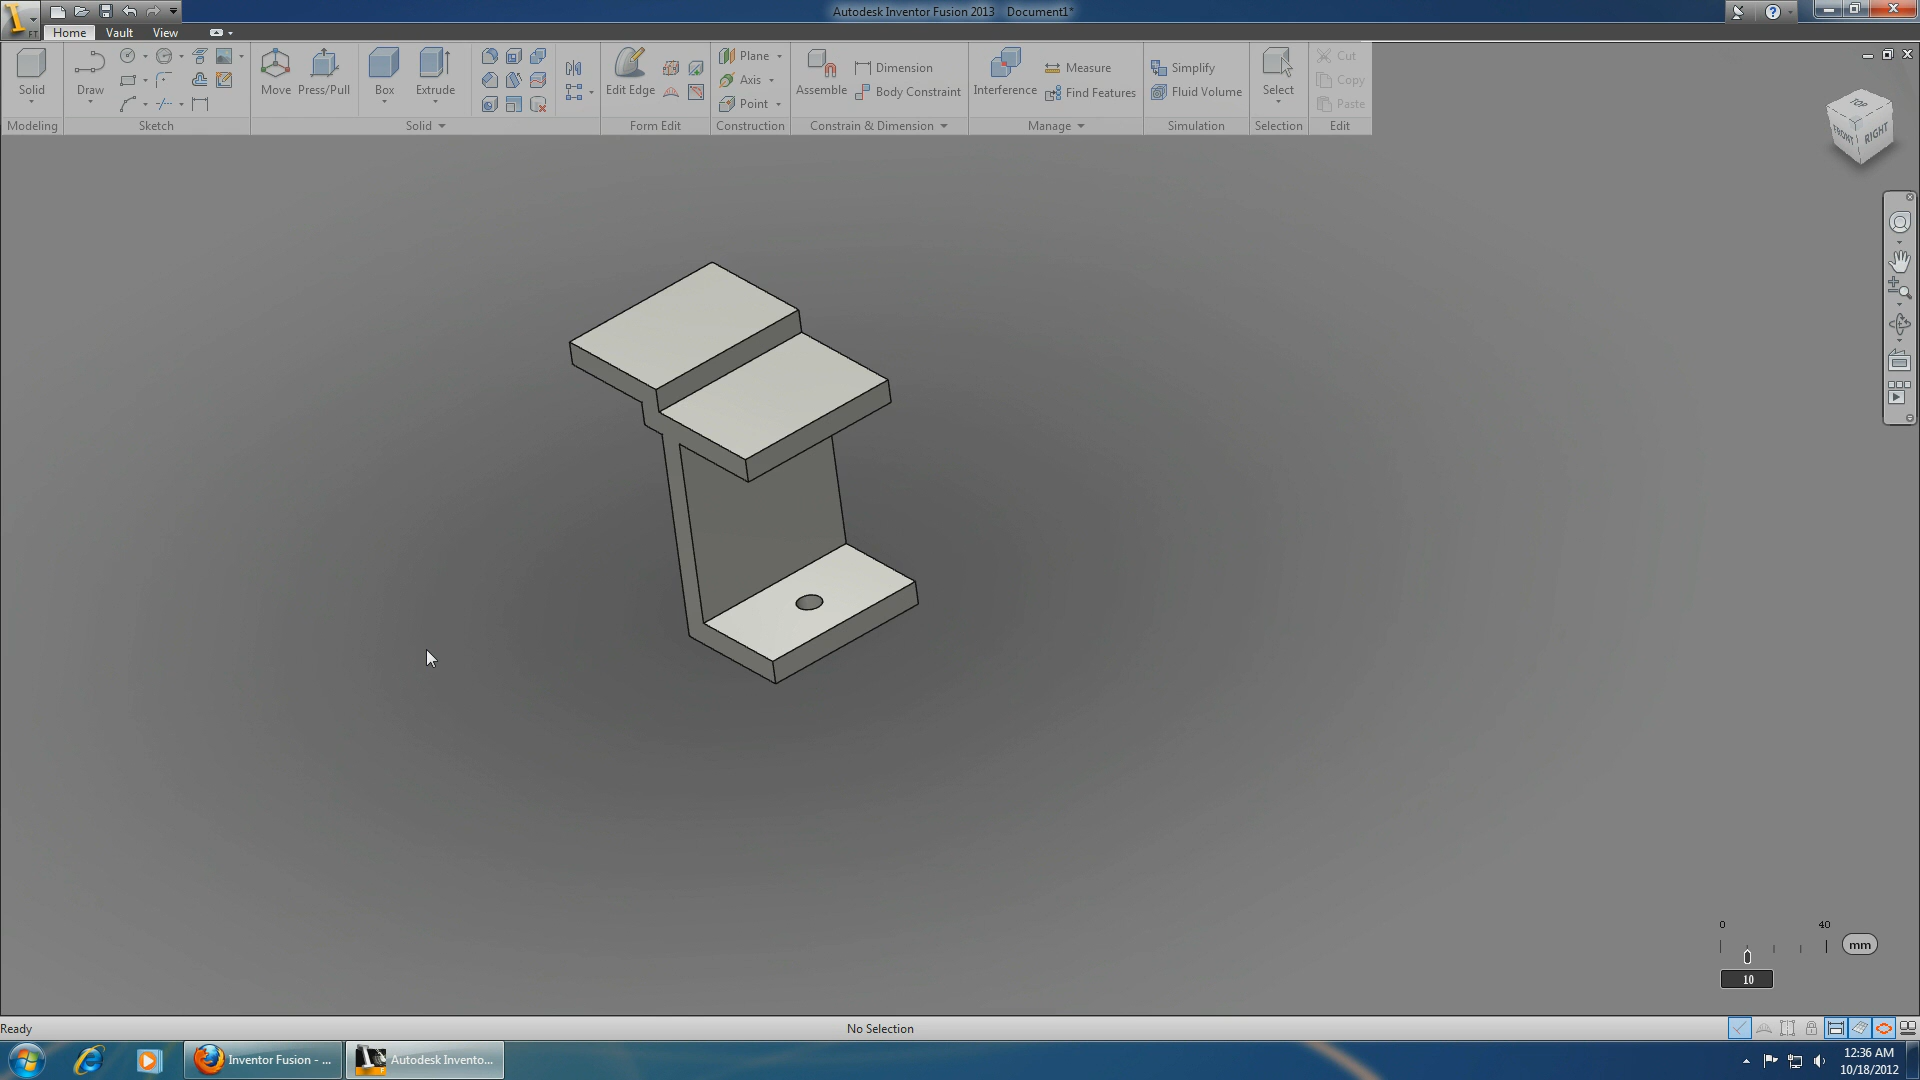 Autodesk Inventor Fusion 2013 Document1*
FT
Home Vault View
Solid Draw Move Press/Pull Box Extrude Edit Edge Plane Axis Point Assemble Dimension Body Constraint Interference Measure Find Features Simplify Fluid Volume Select Cut Copy Paste
Modeling Sketch Solid Form Edit Construction Constrain & Dimension Manage Simulation Selection Edit
TOP
FRONT RIGHT
0 40
mm
10
Ready No Selection
Inventor Fusion - ... Autodesk Invento...
12:36 AM
10/18/2012